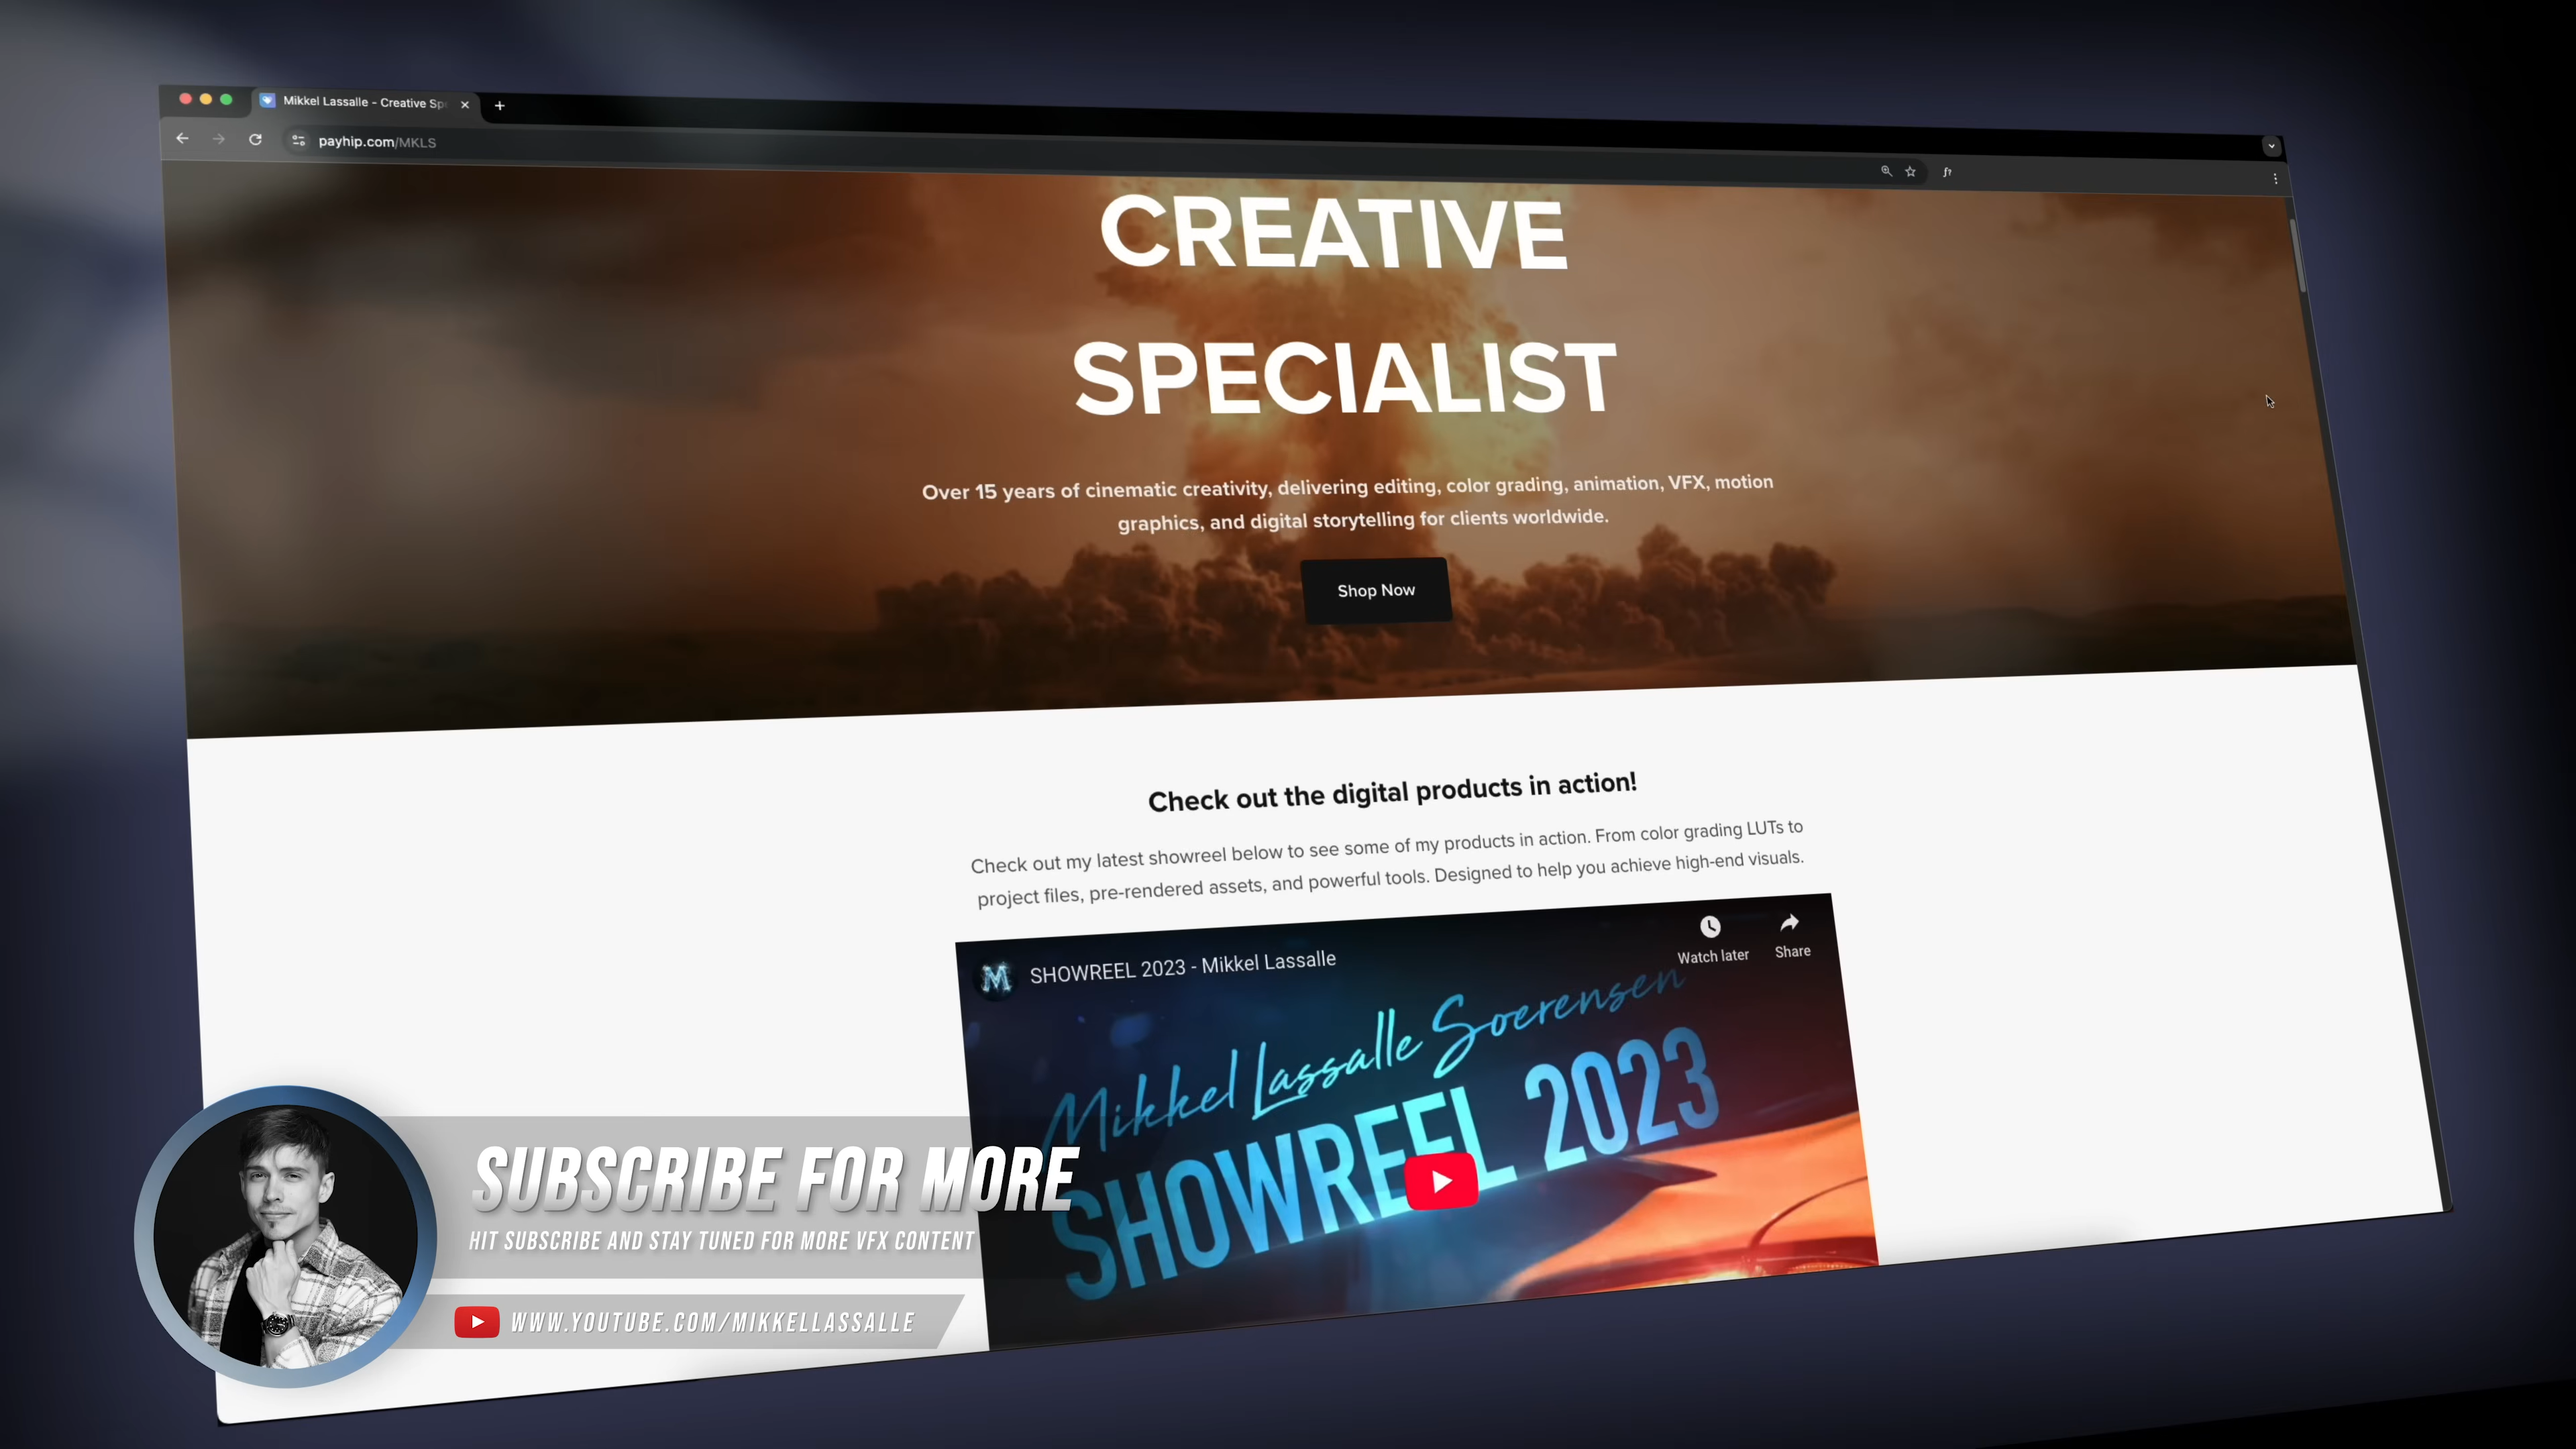 Mikkel Lassalle - Creative Sp
payhip.com/MKLS
CREATIVE
SPECIALIST
Over 15 years of cinematic creativity, delivering editing, color grading, animation, VFX, motion
graphics, and digital storytelling for clients worldwide.
Shop Now
Check out the digital products in action!
Check out my latest showreel below to see some of my products in action. From color grading LUTs to
project files, pre-rendered assets, and powerful tools. Designed to help you achieve high-end visuals.
M
SHOWREEL 2023 - Mikkel Lassalle
Watch later
Share
Mikkel Lassalle Soerensen
SHOWREEL 2023
SUBSCRIBE FOR MORE
HIT SUBSCRIBE AND STAY TUNED FOR MORE VFX CONTENT
WWW.YOUTUBE.COM/MIKKELLASSALLE